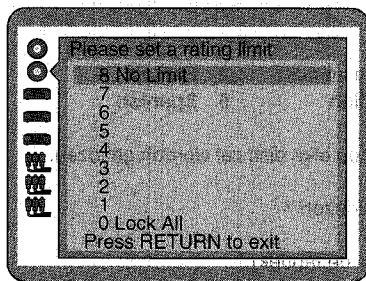 Please set a rating limit
8 No Limit
7
6
5
4
3
2
1
0 Lock All
Press RETURN to exit